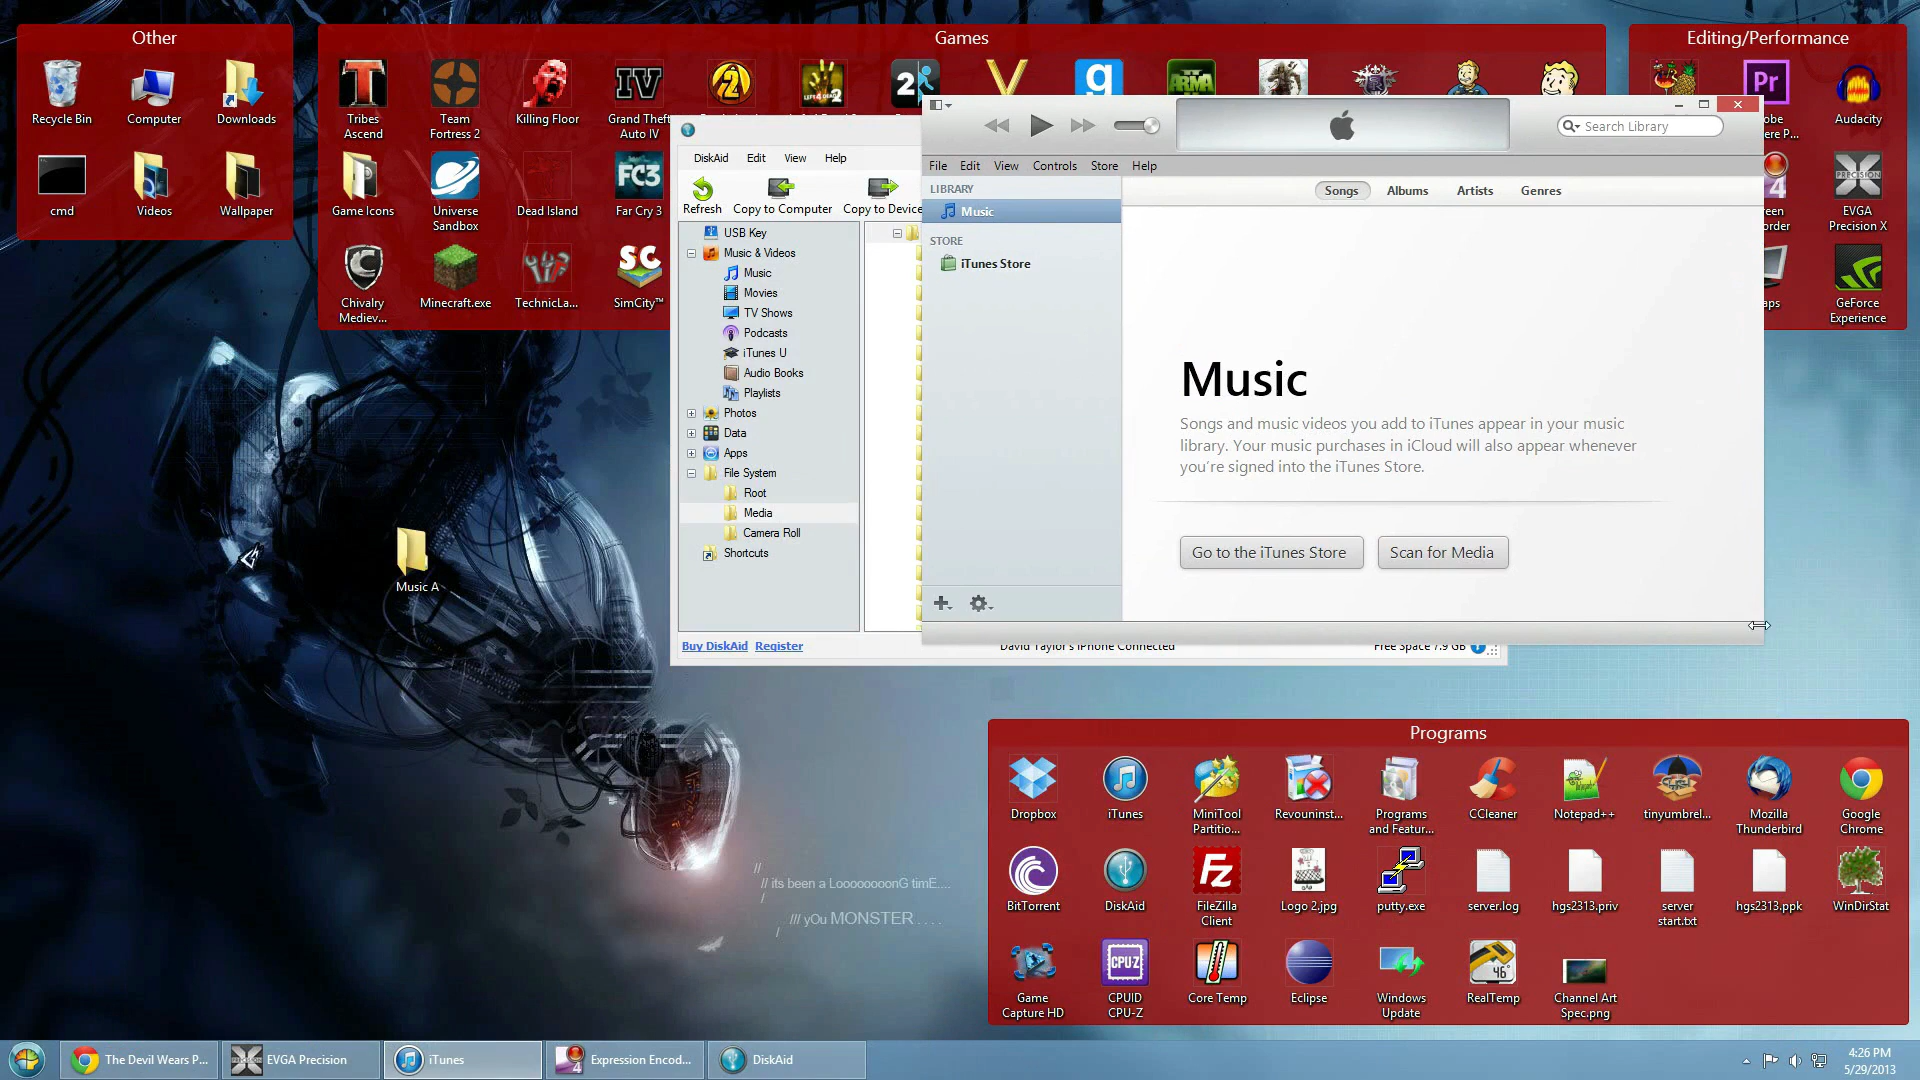 Other
Games
Editing/Performance
Recycle Bin
Computer
Downloads
Tribes
Ascend
Team
Fortress 2
Killing Floor
Grand Theft
Auto IV
Audacity
cmd
Videos
Wallpaper
Game Icons
Universe
Sandbox
Dead Island
Far Cry 3
EVGA
Precision X
Chivalry
Mediev...
Minecraft.exe
TechnicLa...
SimCity™
GeForce
Experience
DiskAid
Edit
View
Help
Refresh
Copy to Computer
Copy to Device
USB Key
Music & Videos
Music
Movies
TV Shows
Podcasts
iTunes U
Audio Books
Playlists
Photos
Data
Apps
File System
Root
Media
Camera Roll
Shortcuts
Buy DiskAid
Register
David Taylor's iPhone Connected
Free Space 7.9 GB
Search Library
File
Edit
View
Controls
Store
Help
LIBRARY
Music
STORE
iTunes Store
Songs
Albums
Artists
Genres
Music
Songs and music videos you add to iTunes appear in your music
library. Your music purchases in iCloud will also appear whenever
you're signed into the iTunes Store.
Go to the iTunes Store
Scan for Media
Music A
//
// its been a LoooooooonG timE....
/
/// yOu MONSTER . . . .
/
Programs
Dropbox
iTunes
MiniTool
Partitio...
Revouninst...
Programs
and Featur...
CCleaner
Notepad++
tinyumbrel...
Mozilla
Thunderbird
Google
Chrome
BitTorrent
DiskAid
FileZilla
Client
Logo 2.jpg
putty.exe
server.log
hgs2313.priv
server
start.txt
hgs2313.ppk
WinDirStat
Game
Capture HD
CPUID
CPU-Z
Core Temp
Eclipse
Windows
Update
RealTemp
Channel Art
Spec.png
The Devil Wears P...
EVGA Precision
iTunes
Expression Encod...
DiskAid
4:26 PM
5/29/2013